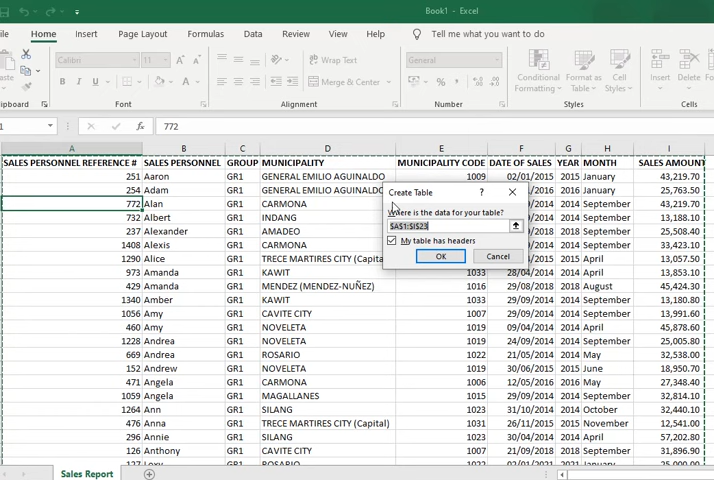 Book1 - Excel
Home Insert Page Layout Formulas Data Review View Help Tell me what you want to do
Calibri 11
Wrap Text
General
Merge & Center
Conditional Formatting
Format as Table
Cell Styles
Insert Delete
Font Alignment Number Styles
772
A B C D E F G H I
SALES PERSONNEL REFERENCE # SALES PERSONNEL GROUP MUNICIPALITY MUNICIPALITY CODE DATE OF SALES YEAR MONTH SALES AMOUNT
251 Aaron GR1 GENERAL EMILIO AGUINALDO 1009 02/01/2015 2015 January 43,219.70
254 Adam GR1 GENERAL EMILIO AGUINALDO January 25,763.50
772 Alan GR1 CARMONA September 43,219.70
732 Albert GR1 INDANG September 13,188.10
237 Alexander GR1 AMADEO September 22,508.40
1408 Alexis GR1 CARMONA September 33,423.10
1290 Alice GR1 TRECE MARTIRES CITY (Capital) April 13,057.50
973 Amanda GR1 KAWIT 1033 28/04/2014 2014 April 13,853.10
429 Amanda GR1 MENDEZ (MENDEZ-NUÑEZ) 1016 29/08/2018 2018 August 45,424.30
1340 Amber GR1 KAWIT 1033 29/09/2014 2014 September 13,180.80
1056 Amy GR1 CAVITE CITY 1007 29/09/2014 2014 September 13,991.60
460 Amy GR1 NOVELETA 1019 09/04/2014 2014 April 45,878.60
1228 Andrea GR1 NOVELETA 1019 24/09/2014 2014 September 25,005.80
669 Andrea GR1 ROSARIO 1022 21/05/2014 2014 May 32,538.00
152 Andrew GR1 NOVELETA 1019 30/06/2015 2015 June 18,950.70
471 Angela GR1 CARMONA 1006 12/05/2016 2016 May 27,348.40
1059 Angela GR1 MAGALLANES 1015 29/09/2014 2014 September 32,814.10
1264 Ann GR1 SILANG 1023 31/10/2014 2014 October 32,440.10
476 Anna GR1 TRECE MARTIRES CITY (Capital) 1031 26/11/2015 2015 November 12,541.00
296 Annie GR1 SILANG 1023 30/04/2014 2014 April 57,202.80
126 Anthony GR1 CAVITE CITY 1007 29/09/2014 2014 September 31,896.90
Create Table ?
Where is the data for your table?
$A$1:$I$23
My table has headers
OK Cancel
Sales Report